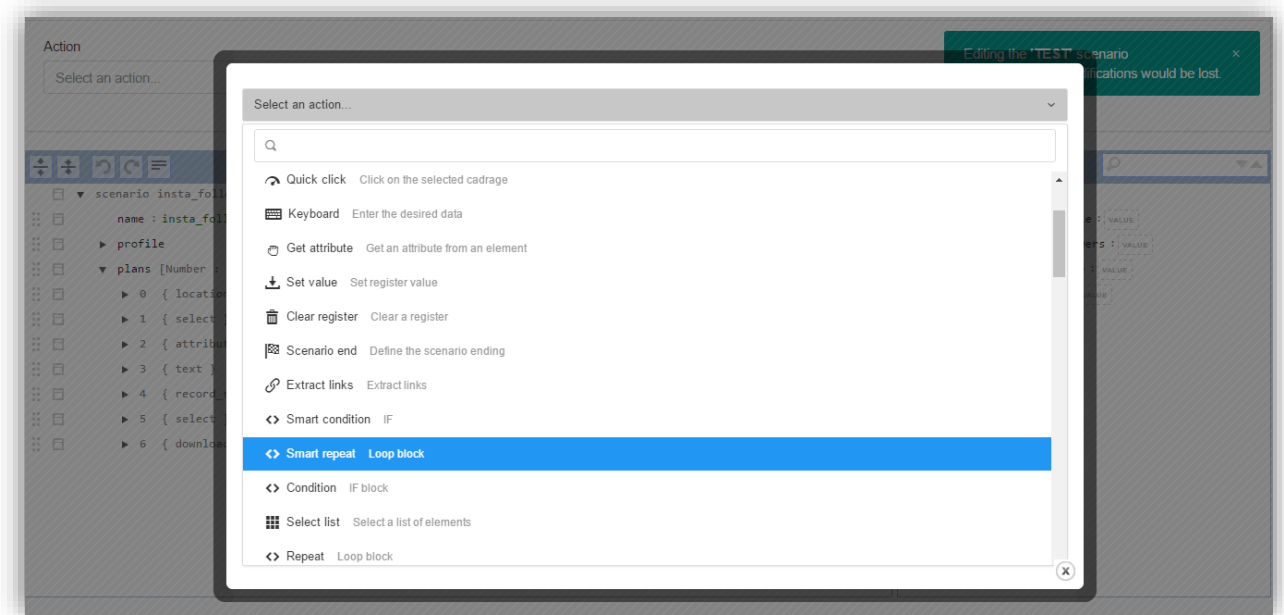 Action
Editing the 'TEST' scenario ×
Select an action...
ifications would be lost.
Select an action...
Quick click Click on the selected cadrage
Keyboard Enter the desired data
Get attribute Get an attribute from an element
Set value Set register value
Clear register Clear a register
Scenario end Define the scenario ending
Extract links Extract links
Smart condition IF
Smart repeat Loop block
Condition IF block
Select list Select a list of elements
Repeat Loop block
x
▼ scenario insta_foll
name : insta_fol
▶ profile
▼ plans [Number :
▶ 0 { locatio
▶ 1 { select }
▶ 2 { attribut
▶ 3 { text }
▶ 4 { record_
▶ 5 { select
▶ 6 { downloa
e : VALUE
ers : VALUE
: VALUE